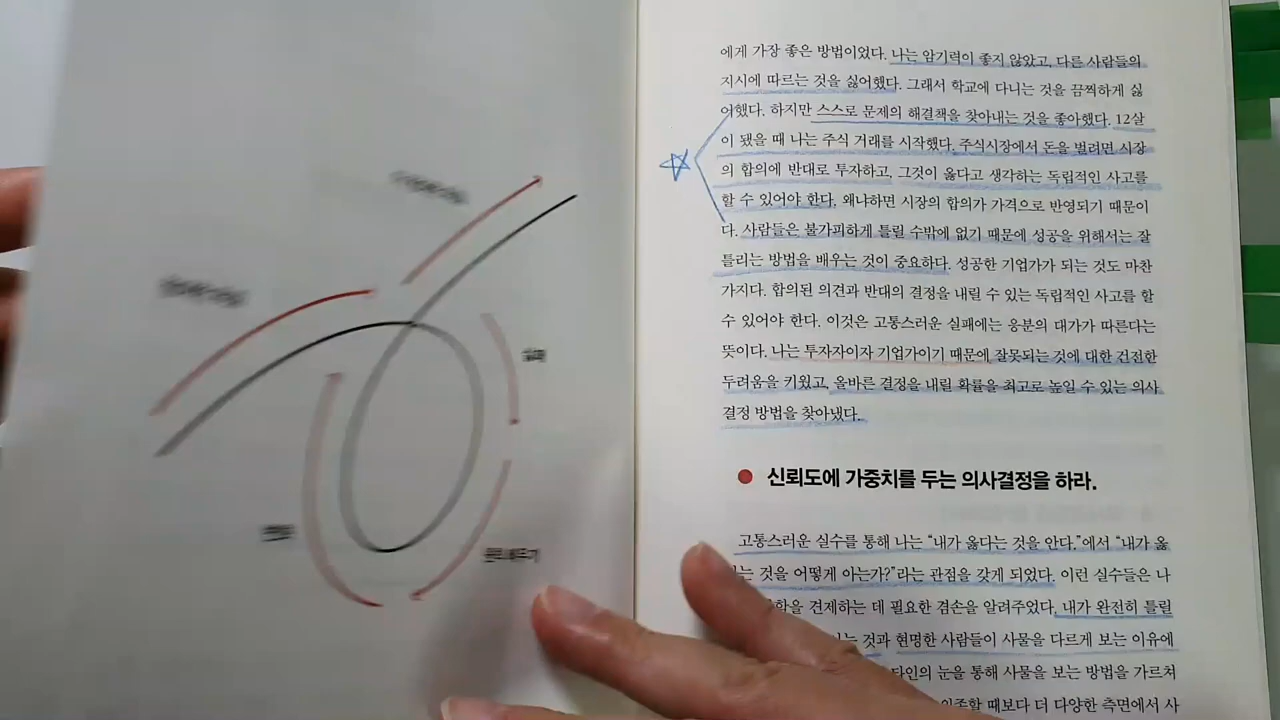 실패
에게 가장 좋은 방법이었다. 나는 암기력이 좋지 않았고, 다른 사람들의
지시에 따르는 것을 싫어했다. 그래서 학교에 다니는 것을 끔찍하게 싫
어했다. 하지만 스스로 문제의 해결책을 찾아내는 것을 좋아했다. 12살
이 됐을 때 나는 주식 거래를 시작했다. 주식시장에서 돈을 벌려면 시장
의 합의에 반대로 투자하고, 그것이 옳다고 생각하는 독립적인 사고를
할 수 있어야 한다. 왜냐하면 시장의 합의가 가격으로 반영되기 때문이
다. 사람들은 불가피하게 틀릴 수밖에 없기 때문에 성공을 위해서는 잘
틀리는 방법을 배우는 것이 중요하다. 성공한 기업가가 되는 것도 마찬
가지다. 합의된 의견과 반대의 결정을 내릴 수 있는 독립적인 사고를 할
수 있어야 한다. 이것은 고통스러운 실패에는 응분의 대가가 따른다는
뜻이다. 나는 투자자이자 기업가이기 때문에 잘못되는 것에 대한 건전한
두려움을 키웠고, 올바른 결정을 내릴 확률을 최고로 높일 수 있는 의사
결정 방법을 찾아냈다.
신뢰도에 가중치를 두는 의사결정을 하라.
고통스러운 실수를 통해 나는 “내가 옳다는 것을 안다.”에서 “내가 옳
는 것을 어떻게 아는가?”라는 관점을 갖게 되었다. 이런 실수들은 나
학을 견제하는 데 필요한 겸손을 알려주었다. 내가 완전히 틀릴
는 것과 현명한 사람들이 사물을 다르게 보는 이유에
타인의 눈을 통해 사물을 보는 방법을 가르쳐
존할 때보다 더 다양한 측면에서 사